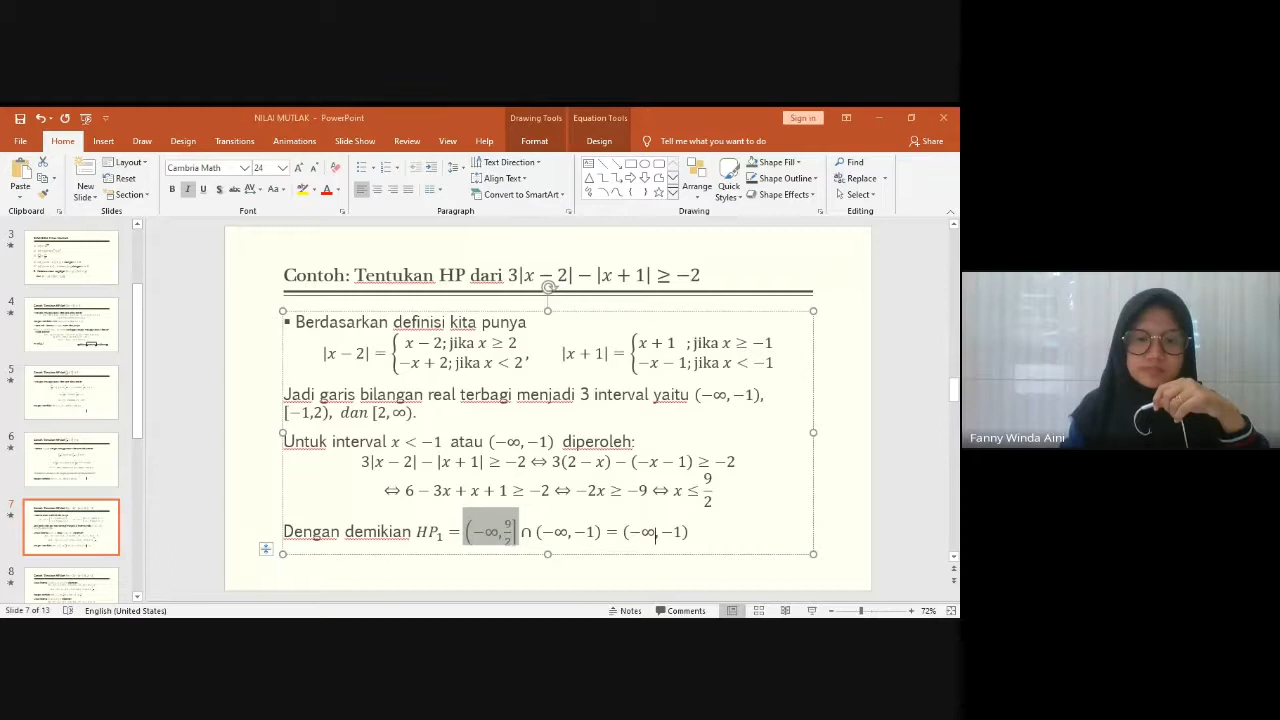 NILAI MUTLAK - PowerPoint
Drawing Tools
Equation Tools
Sign in
File
Home
Insert
Draw
Design
Transitions
Animations
Slide Show
Review
View
Help
Format
Design
Tell me what you want to do
Share
Paste
Clipboard
New Slide
Layout
Reset
Section
Slides
Cambria Math
24
B I U S
Aa
A
Font
Text Direction
Align Text
Convert to SmartArt
Paragraph
Arrange
Quick Styles
Shape Fill
Shape Outline
Shape Effects
Drawing
Find
Replace
Select
Editing
3
4
5
6
7
8
Contoh: Tentukan HP dari 3|x − 2| − |x + 1| ≥ −2
▪ Berdasarkan definisi kita punya
|x − 2| = { x − 2; jika x ≥ 2
−x + 2; jika x < 2 ,
|x + 1| = { x + 1 ; jika x ≥ −1
−x − 1; jika x < −1
Jadi garis bilangan real terbagi menjadi 3 interval yaitu (−∞, −1),
[−1,2), dan [2, ∞).
Untuk interval x < −1 atau (−∞, −1) diperoleh:
3|x − 2| − |x + 1| ≥ −2 ⇔ 3(2 − x) − (−x − 1) ≥ −2
⇔ 6 − 3x + x + 1 ≥ −2 ⇔ −2x ≥ −9 ⇔ x ≤ 9/2
Dengan demikian HP₁ = (−∞, 9/2] ∩ (−∞, −1) = (−∞, −1)
Slide 7 of 13
English (United States)
Notes
Comments
72%
Fanny Winda Aini